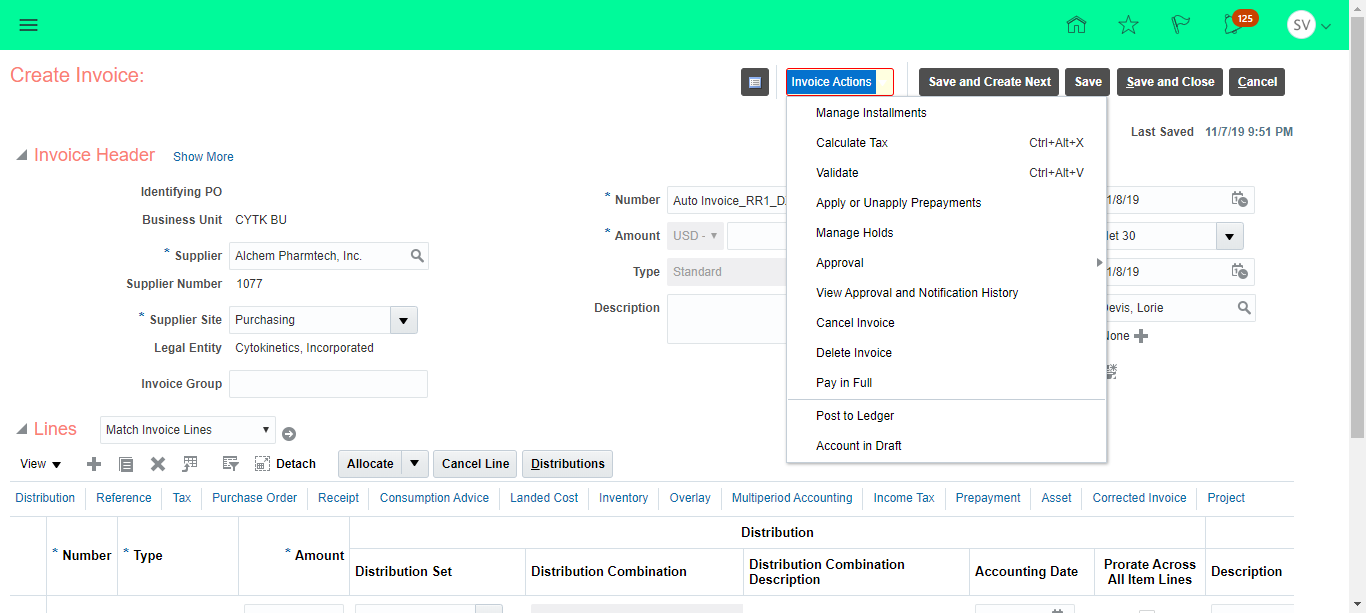 125
SV
Create Invoice:
Invoice Actions
Save and Create Next
Save
Save and Close
Cancel
Last Saved 11/7/19 9:51 PM
Manage Installments
Calculate Tax Ctrl+Alt+X
Validate Ctrl+Alt+V
Apply or Unapply Prepayments
Manage Holds
Approval
View Approval and Notification History
Cancel Invoice
Delete Invoice
Pay in Full
Post to Ledger
Account in Draft
Invoice Header Show More
Identifying PO
Business Unit CYTK BU
* Supplier Alchem Pharmtech, Inc.
Supplier Number 1077
* Supplier Site Purchasing
Legal Entity Cytokinetics, Incorporated
Invoice Group
* Number Auto Invoice_RR1_D
* Amount USD -
Type Standard
Description
1/8/19
et 30
1/8/19
evis, Lorie
one
Lines Match Invoice Lines
View
Detach
Allocate
Cancel Line
Distributions
Distribution Reference Tax Purchase Order Receipt Consumption Advice Landed Cost Inventory Overlay Multiperiod Accounting Income Tax Prepayment Asset Corrected Invoice Project
Distribution
* Number * Type * Amount
Distribution Set
Distribution Combination
Distribution Combination
Description
Accounting Date
Prorate Across
All Item Lines
Description